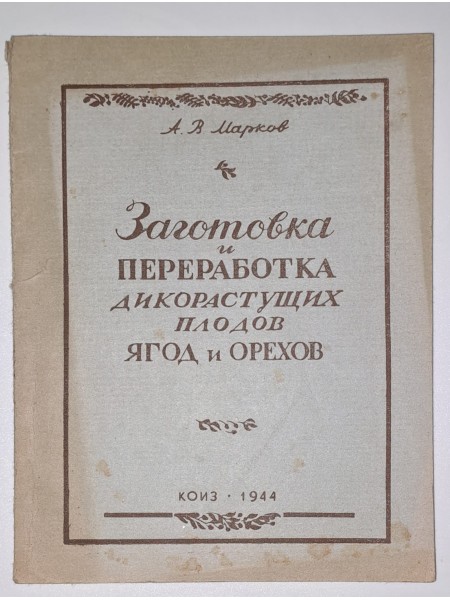 А. В Марков
Заготовка
и
ПЕРЕРАБОТКА
ДИКОРАСТУЩИХ
ПЛОДОВ
ЯГОД и ОРЕХОВ
КОИЗ · 1944